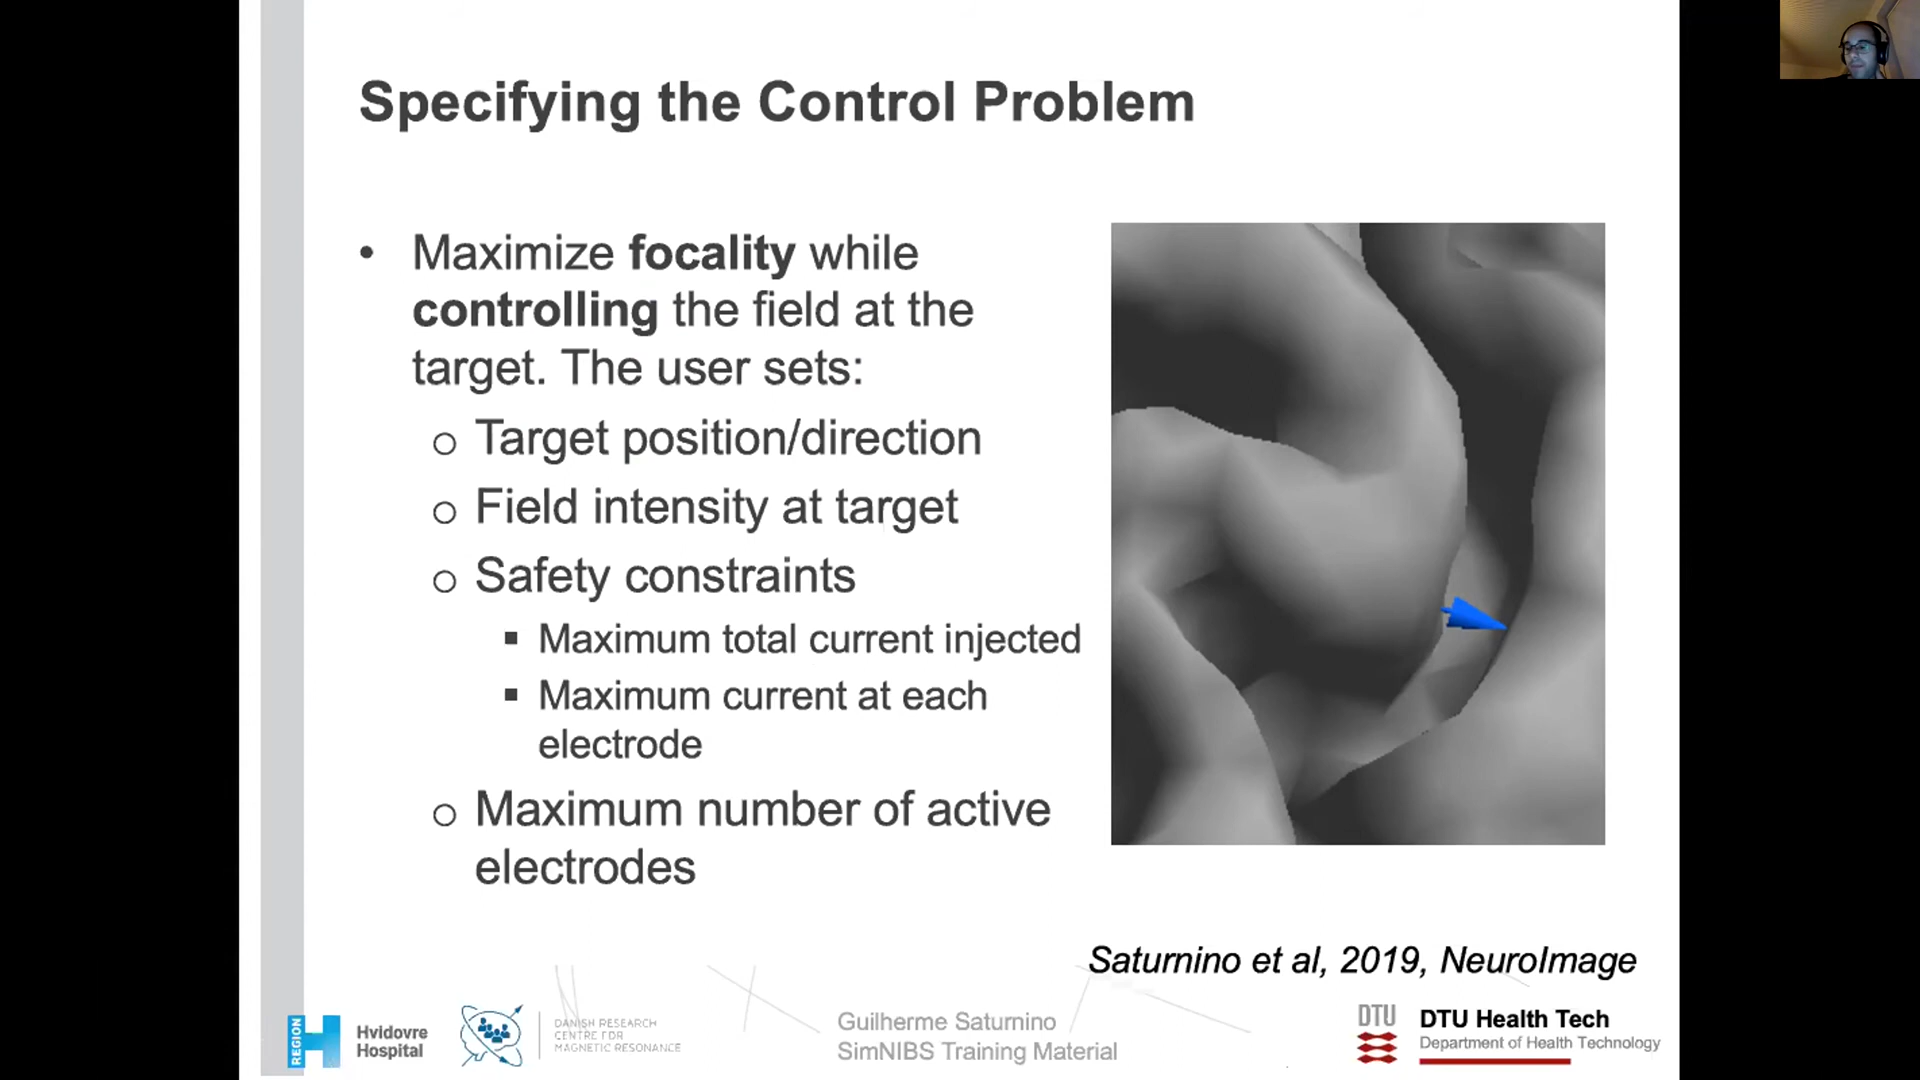 Specifying the Control Problem
• Maximize focality while
controlling the field at the
target. The user sets:
o Target position/direction
o Field intensity at target
o Safety constraints
▪ Maximum total current injected
▪ Maximum current at each
electrode
o Maximum number of active
electrodes
Saturnino et al, 2019, NeuroImage
REGION
Hvidovre
Hospital
DANISH RESEARCH
CENTRE FOR
MAGNETIC RESONANCE
Guilherme Saturnino
SimNIBS Training Material
DTU
DTU Health Tech
Department of Health Technology